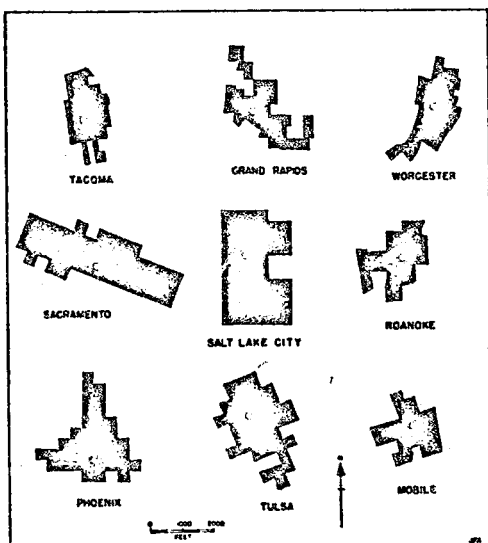 TACOMA
GRAND RAPIDS
WORCESTER
SACRAMENTO
SALT LAKE CITY
ROANOKE
PHOENIX
TULSA
MOBILE
0 1000 2000
FEET